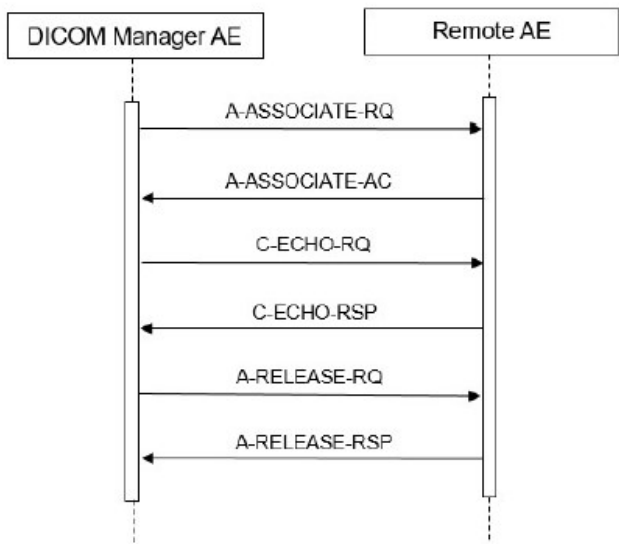 DICOM Manager AE
Remote AE
A-ASSOCIATE-RQ
A-ASSOCIATE-AC
C-ECHO-RQ
C-ECHO-RSP
A-RELEASE-RQ
A-RELEASE-RSP